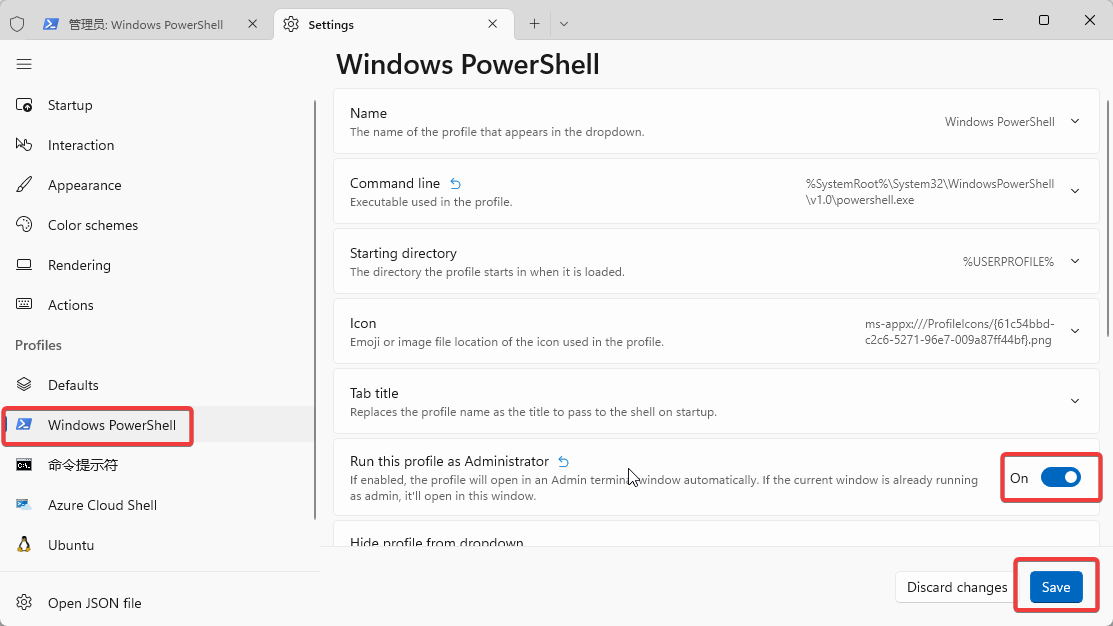 管理员: Windows PowerShell
Settings
Startup
Interaction
Appearance
Color schemes
Rendering
Actions
Profiles
Defaults
Windows PowerShell
命令提示符
Azure Cloud Shell
Ubuntu
Open JSON file
Windows PowerShell
Name
The name of the profile that appears in the dropdown.
Windows PowerShell
Command line
Executable used in the profile.
%SystemRoot%\System32\WindowsPowerShell
\v1.0\powershell.exe
Starting directory
The directory the profile starts in when it is loaded.
%USERPROFILE%
Icon
Emoji or image file location of the icon used in the profile.
ms-appx:///ProfileIcons/{61c54bbd-
c2c6-5271-96e7-009a87ff44bf}.png
Tab title
Replaces the profile name as the title to pass to the shell on startup.
Run this profile as Administrator
If enabled, the profile will open in an Admin terminal window automatically. If the current window is already running
as admin, it'll open in this window.
On
Hide profile from dropdown
Discard changes
Save